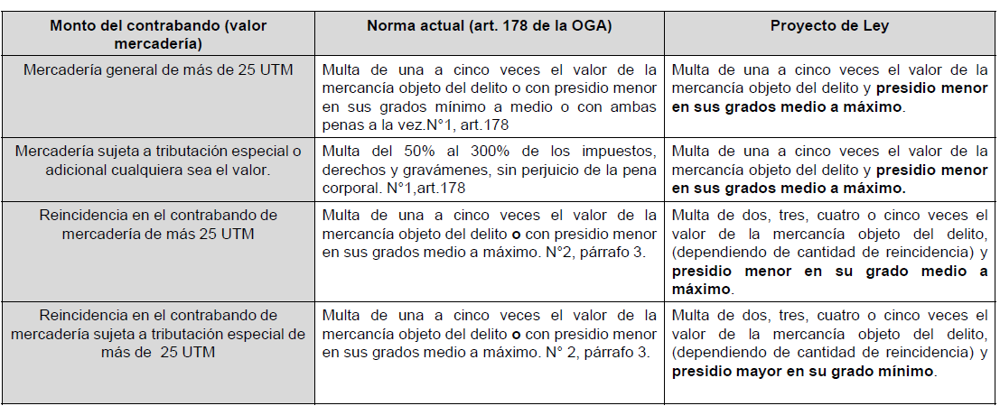 Monto del contrabando (valor
mercadería)
Norma actual (art. 178 de la OGA)
Proyecto de Ley
Mercadería general de más de 25 UTM
Multa de una a cinco veces el valor de la
mercancía objeto del delito o con presidio menor
en sus grados mínimo a medio o con ambas
penas a la vez.N°1, art.178
Multa de una a cinco veces el valor de la
mercancía objeto del delito y presidio menor
en sus grados medio a máximo.
Mercadería sujeta a tributación especial o
adicional cualquiera sea el valor.
Multa del 50% al 300% de los impuestos,
derechos y gravámenes, sin perjuicio de la pena
corporal. N°1,art.178
Multa de una a cinco veces el valor de la
mercancía objeto del delito y presidio menor
en sus grados medio a máximo.
Reincidencia en el contrabando de
mercadería de más 25 UTM
Multa de una a cinco veces el valor de la
mercancía objeto del delito o con presidio menor
en sus grados medio a máximo. N°2, párrafo 3.
Multa de dos, tres, cuatro o cinco veces el
valor de la mercancía objeto del delito,
(dependiendo de cantidad de reincidencia) y
presidio menor en su grado medio a
máximo.
Reincidencia en el contrabando de
mercadería sujeta a tributación especial de
más de 25 UTM
Multa de una a cinco veces el valor de la
mercancía objeto del delito o con presidio menor
en sus grados medio a máximo. N° 2, párrafo 3.
Multa de dos, tres, cuatro o cinco veces el
valor de la mercancía objeto del delito,
(dependiendo de cantidad de reincidencia) y
presidio mayor en su grado mínimo.